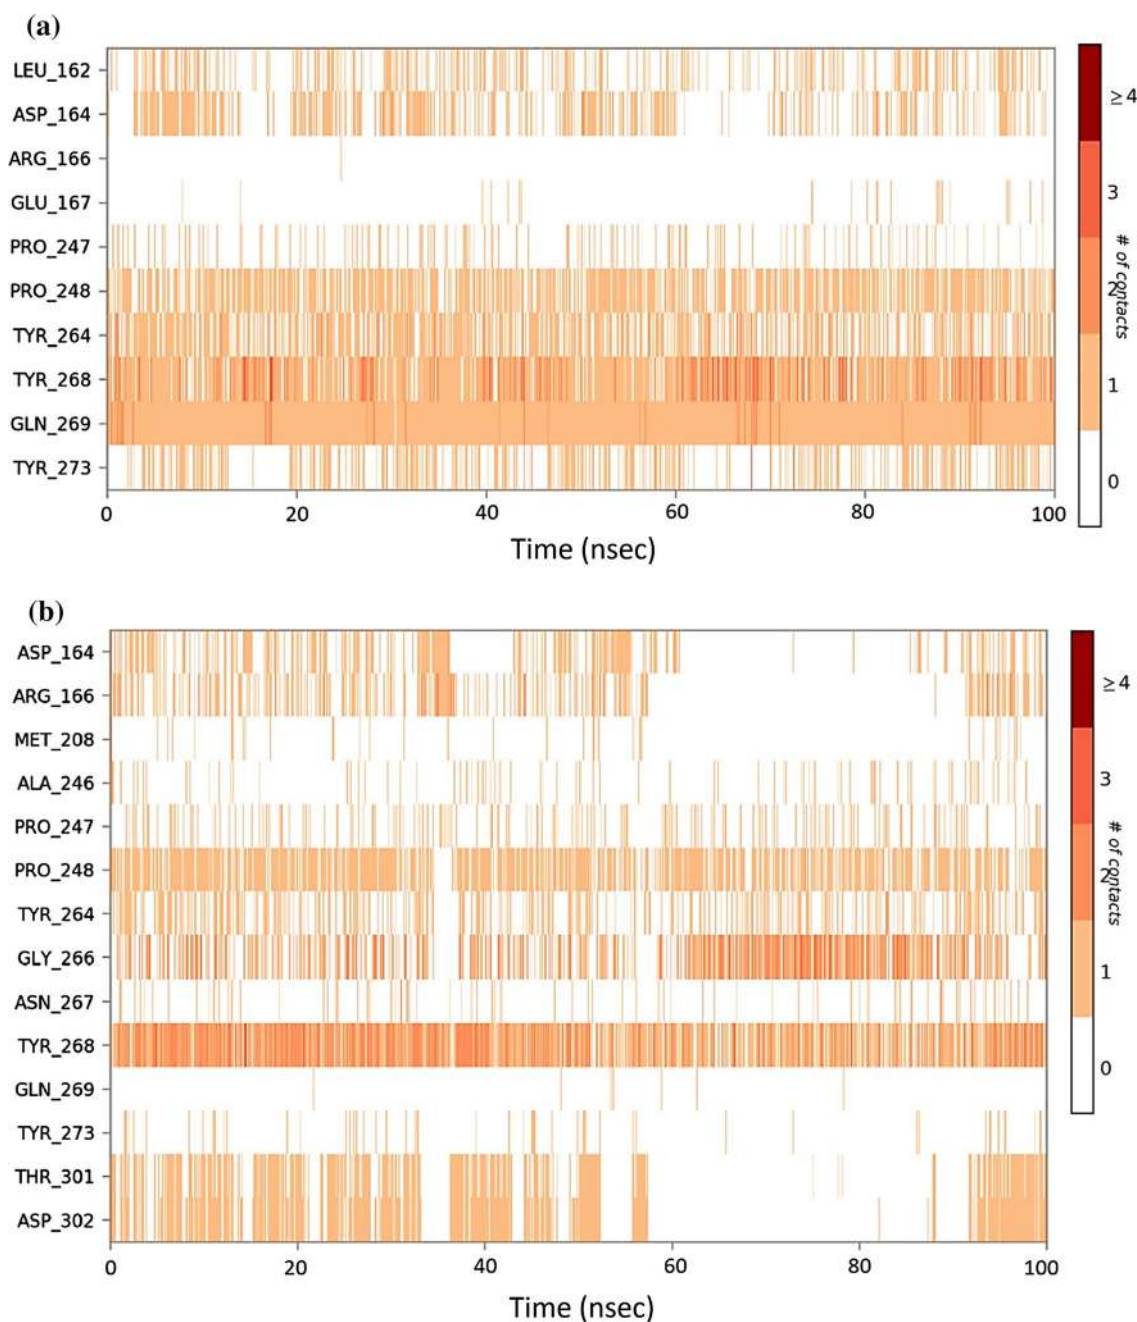 (a)
LEU_162
ASP_164
ARG_166
GLU_167
PRO_247
PRO_248
TYR_264
TYR_268
GLN_269
TYR_273
0 20 40 60 80 100
Time (nsec)
≥4
3
2
1
0
# of contacts
(b)
ASP_164
ARG_166
MET_208
ALA_246
PRO_247
PRO_248
TYR_264
GLY_266
ASN_267
TYR_268
GLN_269
TYR_273
THR_301
ASP_302
0 20 40 60 80 100
Time (nsec)
≥4
3
2
1
0
# of contacts